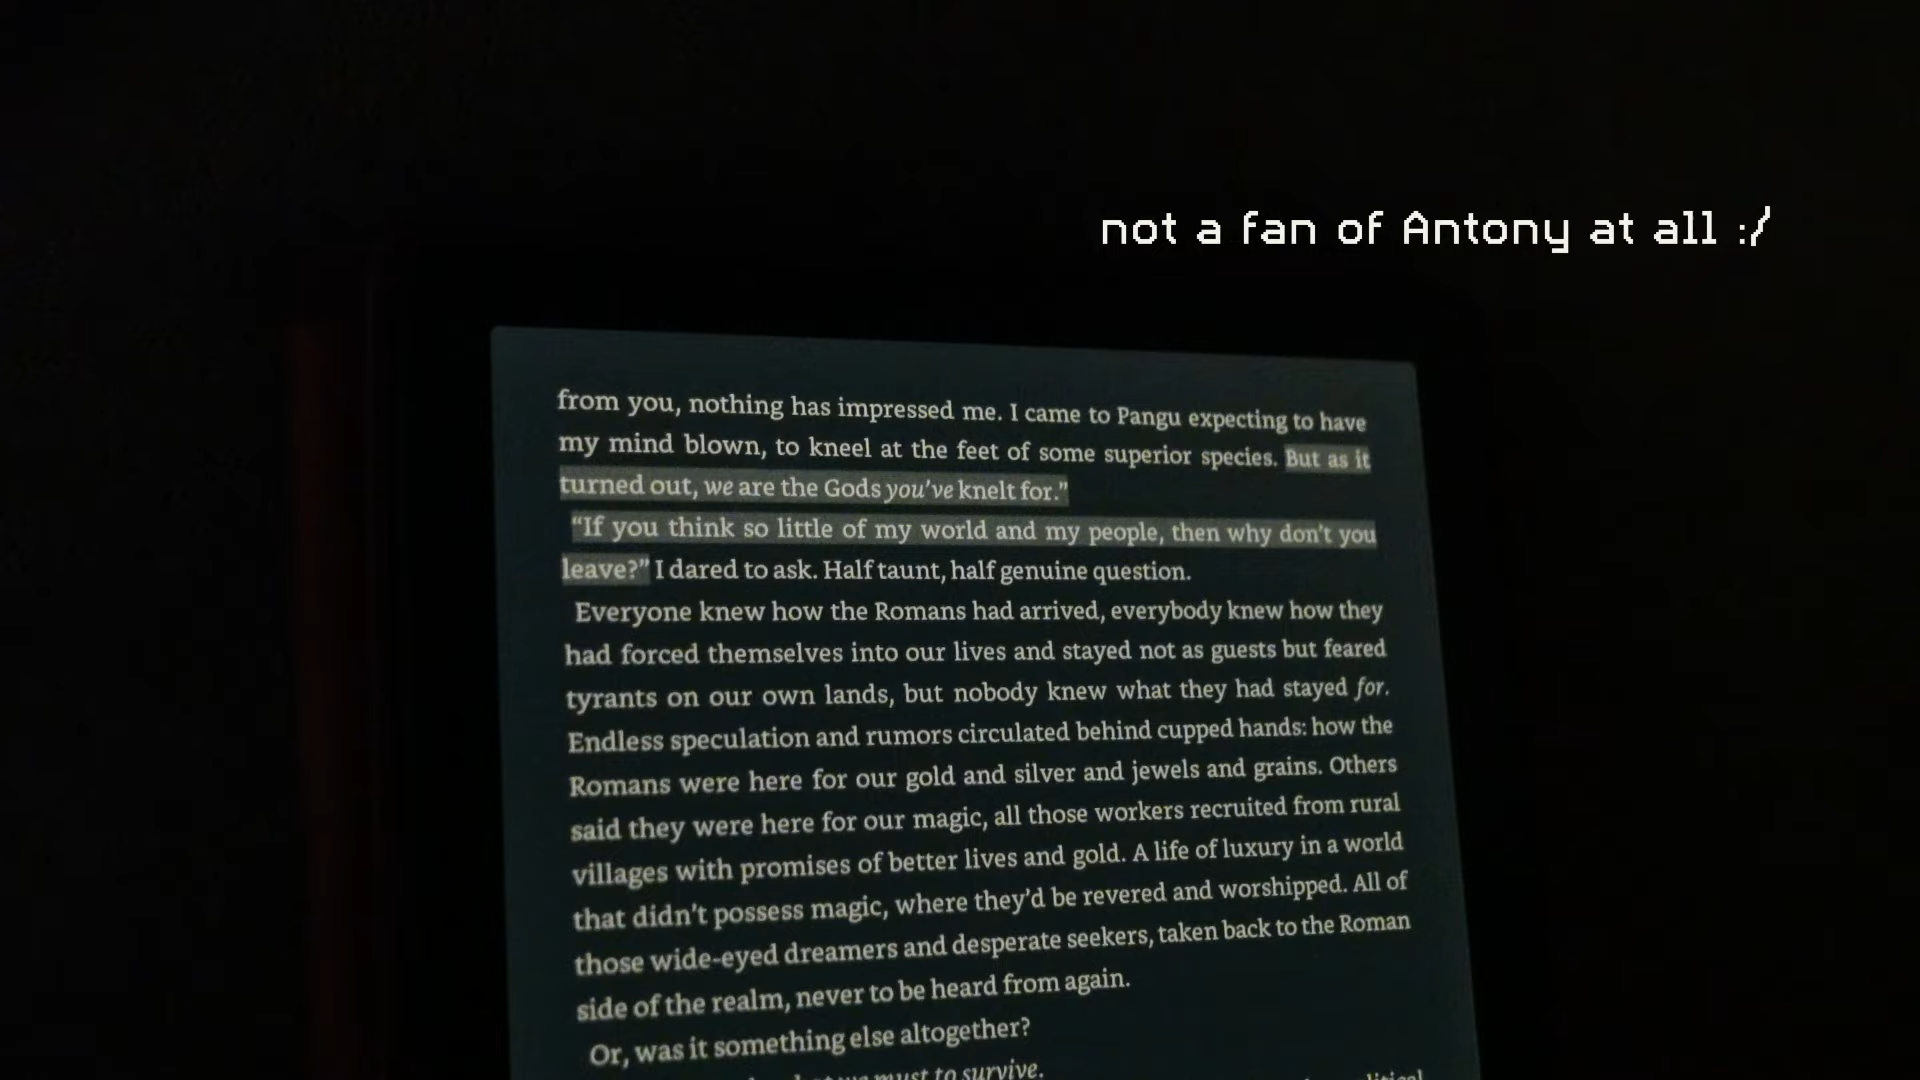 not a fan of Antony at all :/
from you, nothing has impressed me. I came to Pangu expecting to have
my mind blown, to kneel at the feet of some superior species. But as it
turned out, we are the Gods you've knelt for.”
“If you think so little of my world and my people, then why don't you
leave?” I dared to ask. Half taunt, half genuine question.
Everyone knew how the Romans had arrived, everybody knew how they
had forced themselves into our lives and stayed not as guests but feared
tyrants on our own lands, but nobody knew what they had stayed for.
Endless speculation and rumors circulated behind cupped hands: how the
Romans were here for our gold and silver and jewels and grains. Others
said they were here for our magic, all those workers recruited from rural
villages with promises of better lives and gold. A life of luxury in a world
that didn't possess magic, where they'd be revered and worshipped. All of
those wide-eyed dreamers and desperate seekers, taken back to the Roman
side of the realm, never to be heard from again.
Or, was it something else altogether?
must to survive.